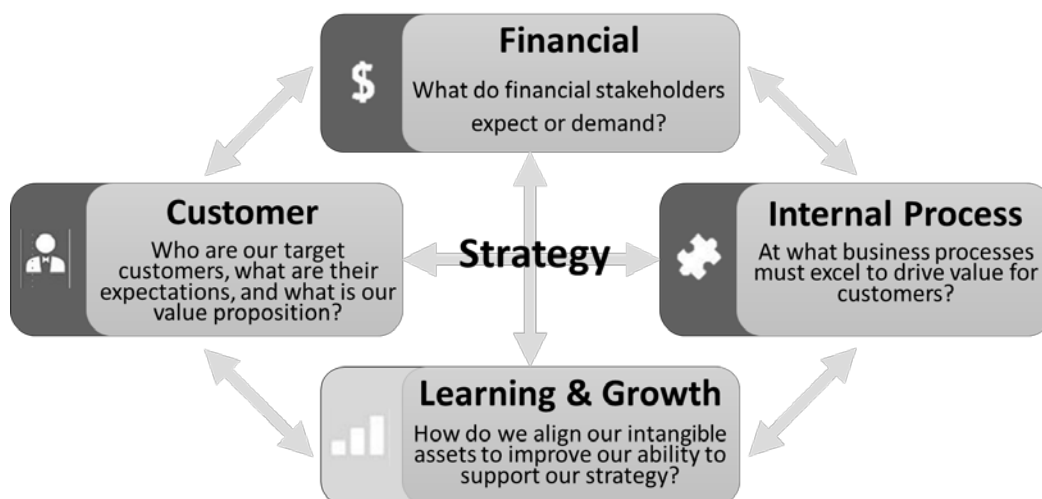 $
Financial
What do financial stakeholders
expect or demand?
Customer
Who are our target
customers, what are their
expectations, and what is our
value proposition?
Strategy
Internal Process
At what business processes
must excel to drive value for
customers?
Learning & Growth
How do we align our intangible
assets to improve our ability to
support our strategy?